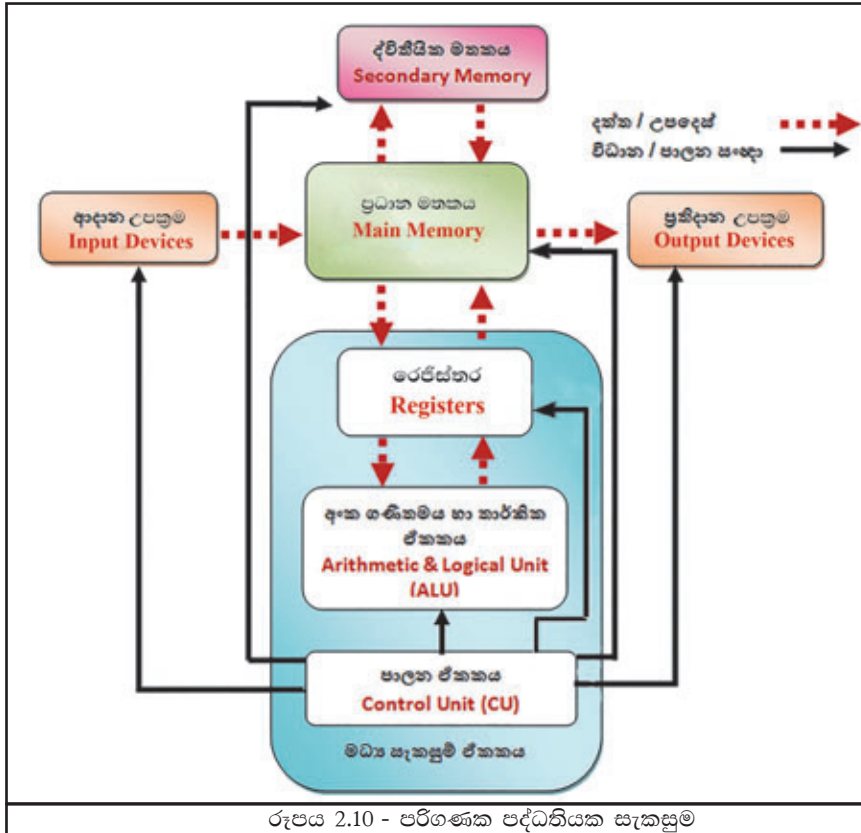 ද්විතීයික මතකය
Secondary Memory
දත්ත / උපදෙස්
විධාන / පාලන සංඥා
ආදාන උපක්‍රම
Input Devices
ප්‍රධාන මතකය
Main Memory
ප්‍රතිදාන උපක්‍රම
Output Devices
රෙජිස්තර
Registers
අංක ගණිතමය හා තාර්කික
ඒකකය
Arithmetic & Logical Unit
(ALU)
පාලන ඒකකය
Control Unit (CU)
මධ්‍ය සැකසුම් ඒකකය
රූපය 2.10 - පරිගණක පද්ධතියක සැකසුම